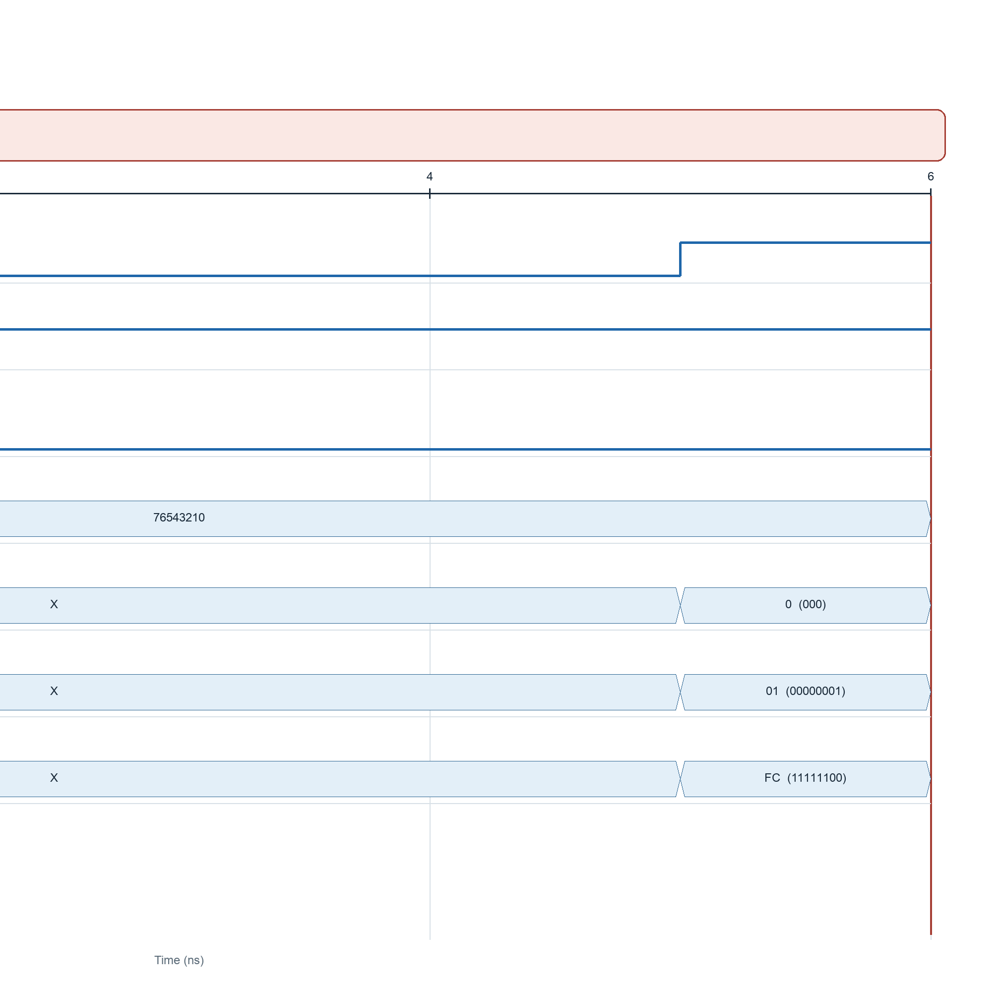 4 6
76543210
X 0 (000)
X 01 (00000001)
X FC (11111100)
Time (ns)